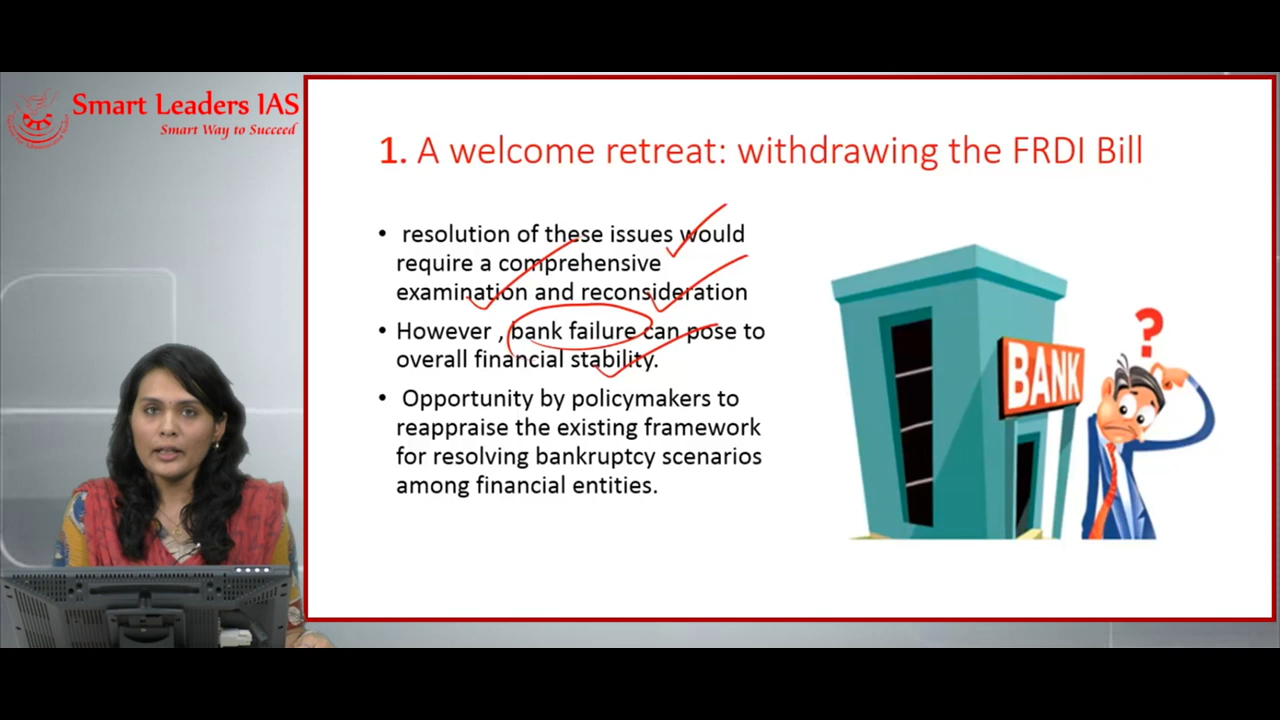 Smart Leaders IAS
Smart Way to Succeed
1. A welcome retreat: withdrawing the FRDI Bill
• resolution of these issues would
require a comprehensive
examination and reconsideration
• However , bank failure can pose to
overall financial stability.
• Opportunity by policymakers to
reappraise the existing framework
for resolving bankruptcy scenarios
among financial entities.
BANK
?